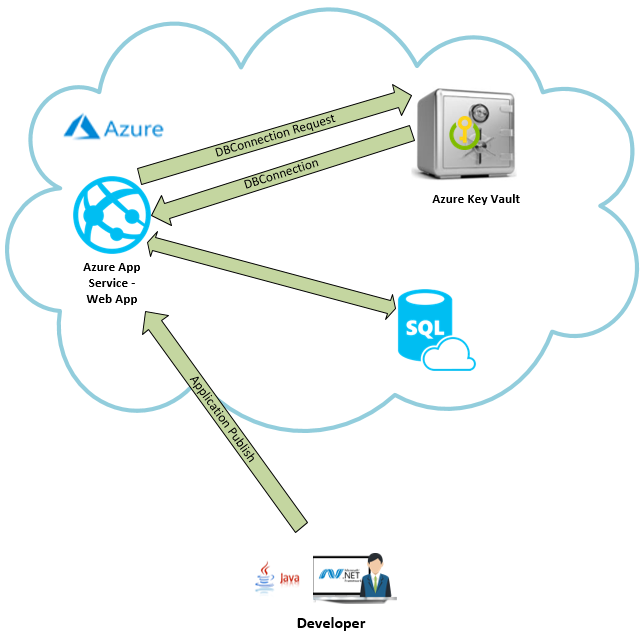 Azure
DBConnection Request
DBConnection
Azure Key Vault
Azure App
Service -
Web App
SQL
Application Publish
Java
Microsoft
.NET
Developer